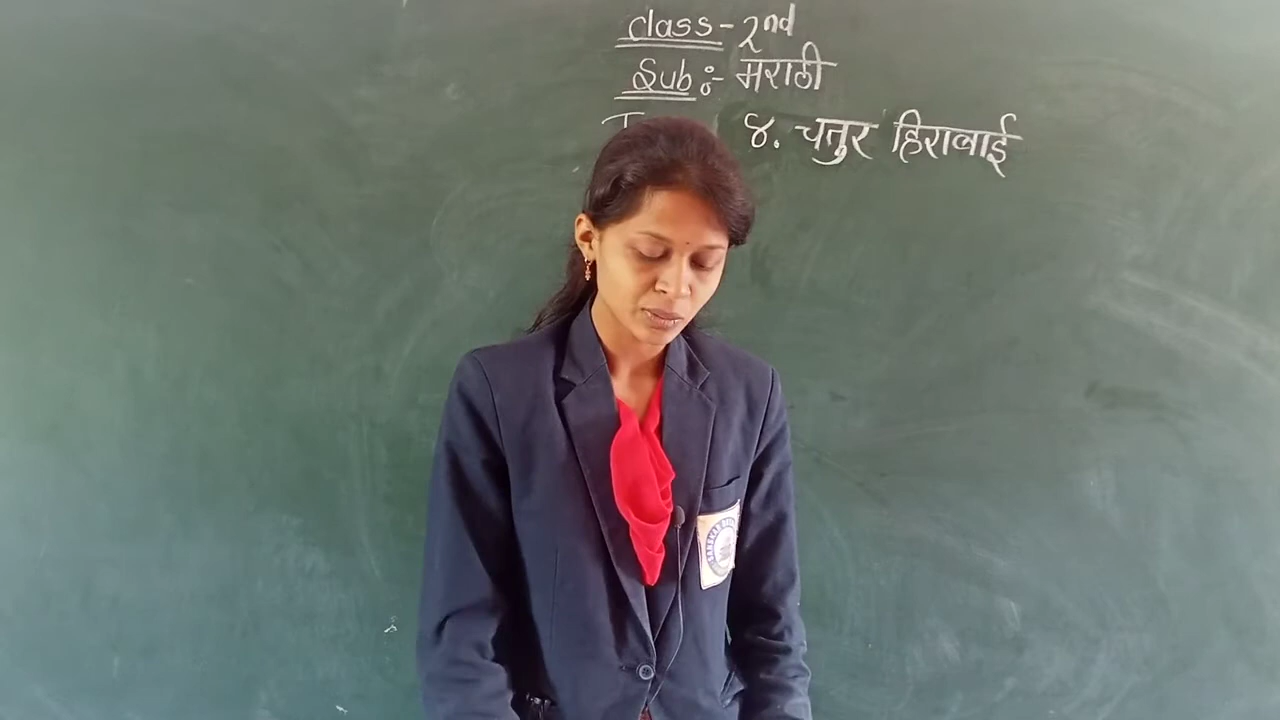 Class - 2nd
Sub :- मराठी
४. चतुर हिराबाई